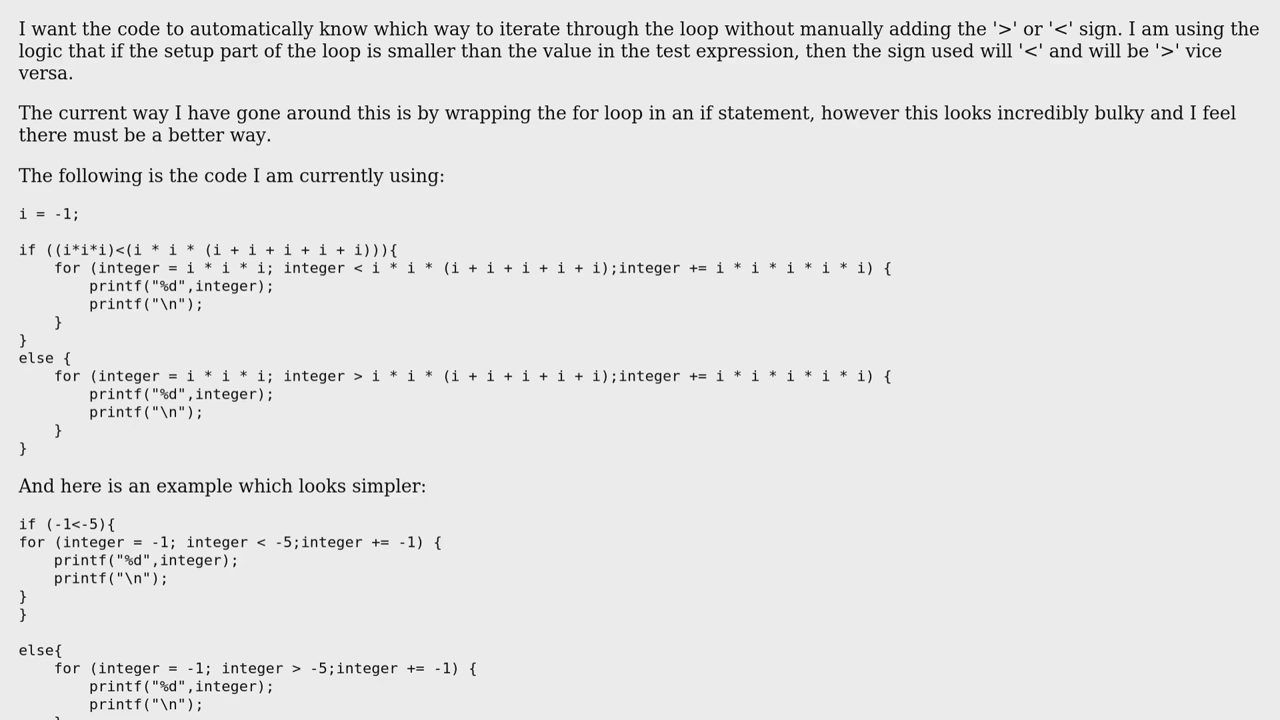 I want the code to automatically know which way to iterate through the loop without manually adding the '>' or '<' sign. I am using the
logic that if the setup part of the loop is smaller than the value in the test expression, then the sign used will '<' and will be '>' vice
versa.
The current way I have gone around this is by wrapping the for loop in an if statement, however this looks incredibly bulky and I feel
there must be a better way.
The following is the code I am currently using:
i = -1;
if ((i*i*i)<(i * i * (i + i + i + i + i))){
    for (integer = i * i * i; integer < i * i * (i + i + i + i + i);integer += i * i * i * i * i) {
        printf("%d",integer);
        printf("\n");
    }
}
else {
    for (integer = i * i * i; integer > i * i * (i + i + i + i + i);integer += i * i * i * i * i) {
        printf("%d",integer);
        printf("\n");
    }
}
And here is an example which looks simpler:
if (-1<-5){
for (integer = -1; integer < -5;integer += -1) {
    printf("%d",integer);
    printf("\n");
}
}
else{
    for (integer = -1; integer > -5;integer += -1) {
        printf("%d",integer);
        printf("\n");